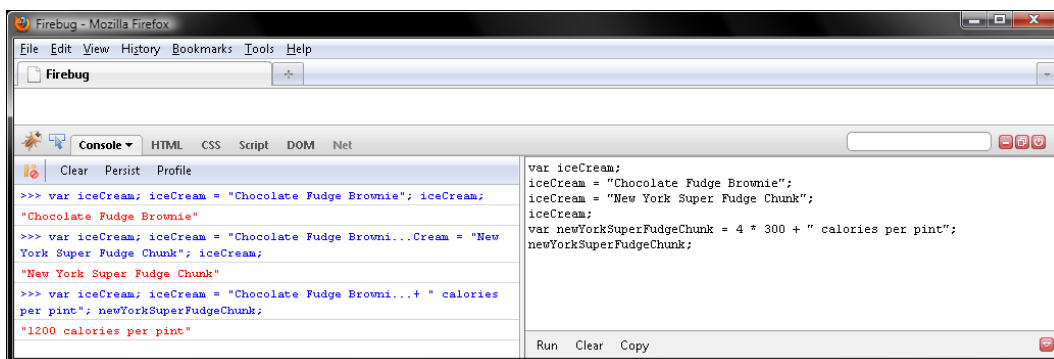 Firebug - Mozilla Firefox
File Edit View History Bookmarks Tools Help
Firebug
Console HTML CSS Script DOM Net
Clear Persist Profile
>>> var iceCream; iceCream = "Chocolate Fudge Brownie"; iceCream;
"Chocolate Fudge Brownie"
>>> var iceCream; iceCream = "Chocolate Fudge Browni...Cream = "New
York Super Fudge Chunk"; iceCream;
"New York Super Fudge Chunk"
>>> var iceCream; iceCream = "Chocolate Fudge Browni...+ " calories
per pint"; newYorkSuperFudgeChunk;
"1200 calories per pint"
var iceCream;
iceCream = "Chocolate Fudge Brownie";
iceCream = "New York Super Fudge Chunk";
iceCream;
var newYorkSuperFudgeChunk = 4 * 300 + " calories per pint";
newYorkSuperFudgeChunk;
Run Clear Copy